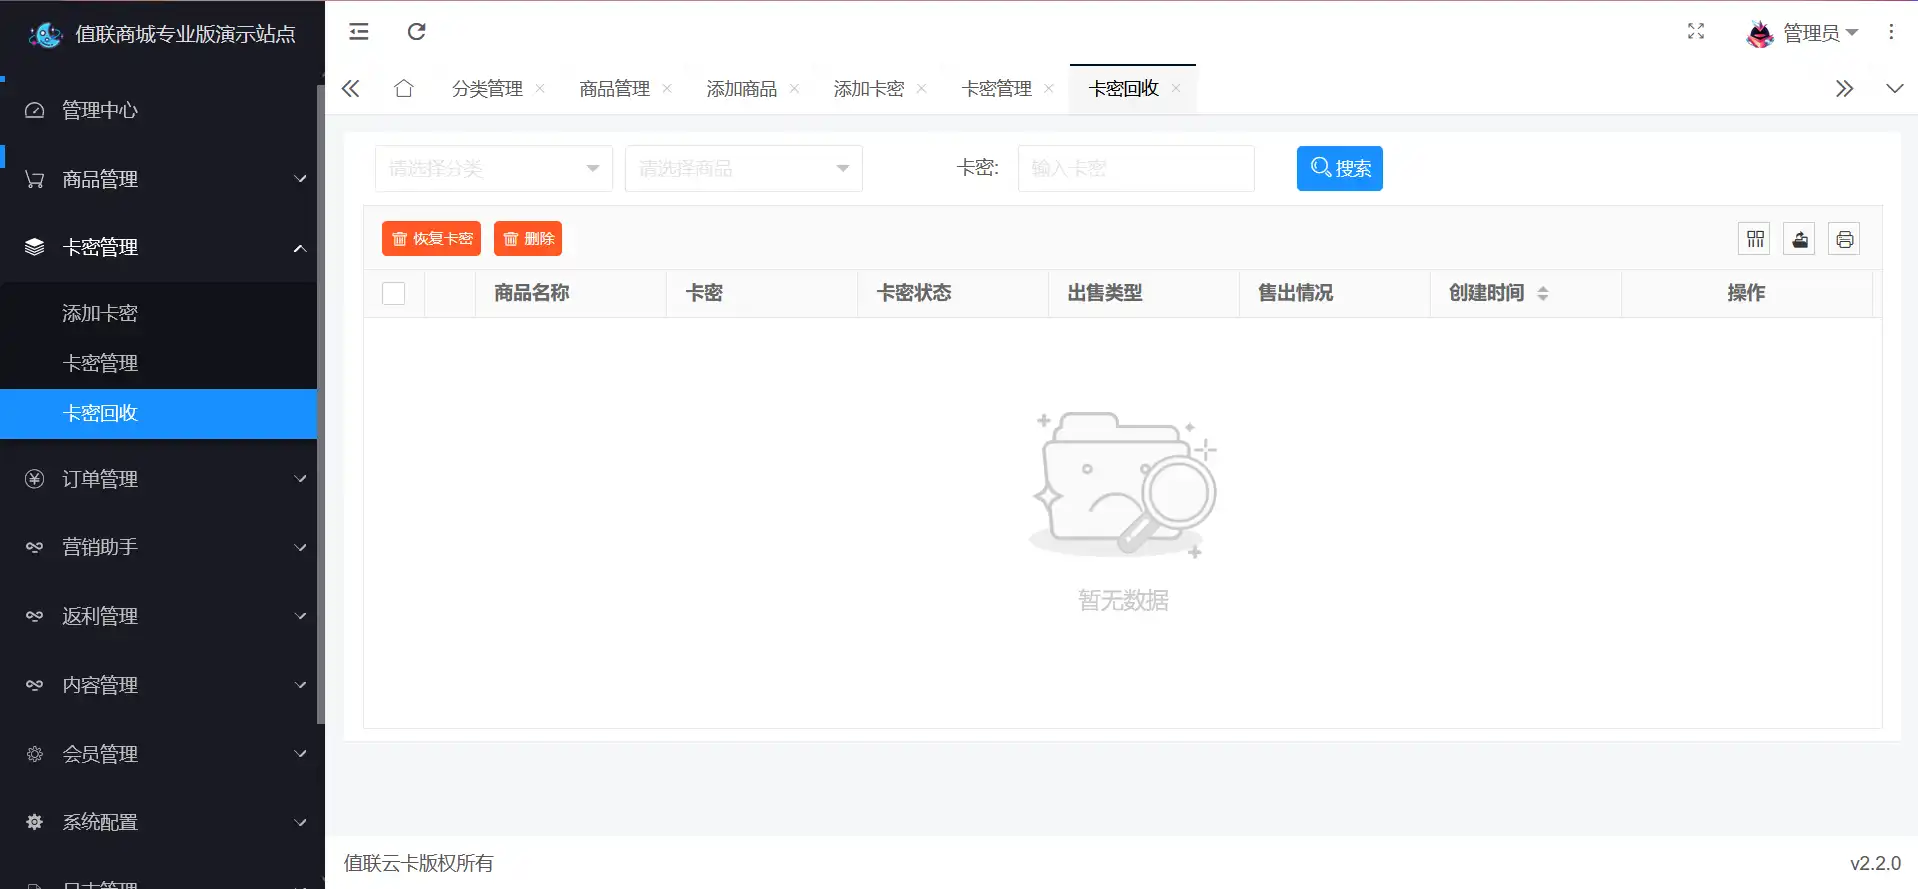 值联商城专业版演示站点
管理员
管理中心
商品管理
卡密管理
添加卡密
卡密管理
卡密回收
订单管理
营销助手
返利管理
内容管理
会员管理
系统配置
日志管理
分类管理
商品管理
添加商品
添加卡密
卡密管理
卡密回收
请选择分类
请选择商品
卡密:
输入卡密
搜索
恢复卡密
删除
商品名称
卡密
卡密状态
出售类型
售出情况
创建时间
操作
暂无数据
值联云卡版权所有
v2.2.0